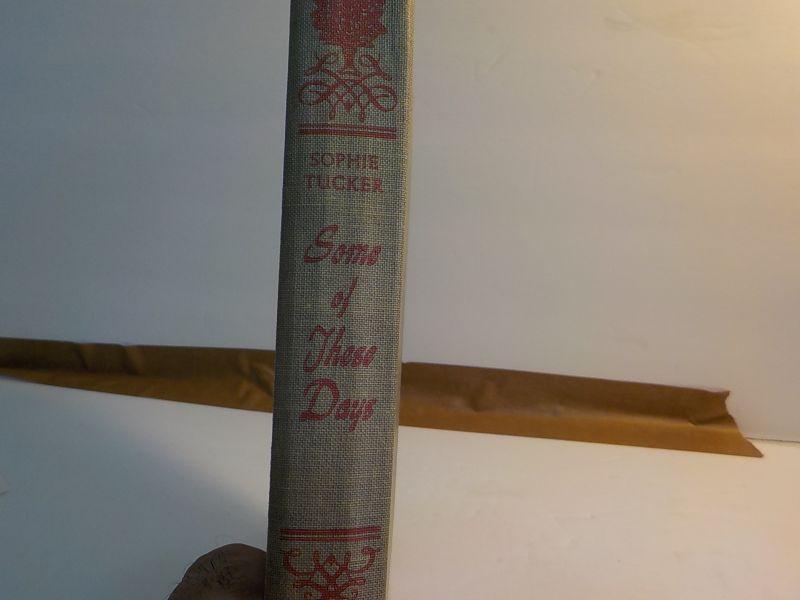 SOPHIE
TUCKER
Some
of
These
Days